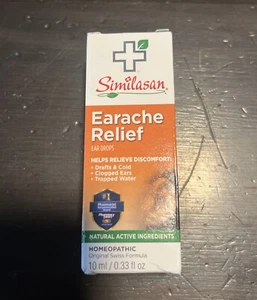 Similasan
Earache
Relief
EAR DROPS
HELPS RELIEVE DISCOMFORT:
• Drafts & Cold
• Clogged Ears
• Trapped Water
#1
NATURAL ACTIVE INGREDIENTS
HOMEOPATHIC
Original Swiss Formula
10 ml / 0.33 fl oz